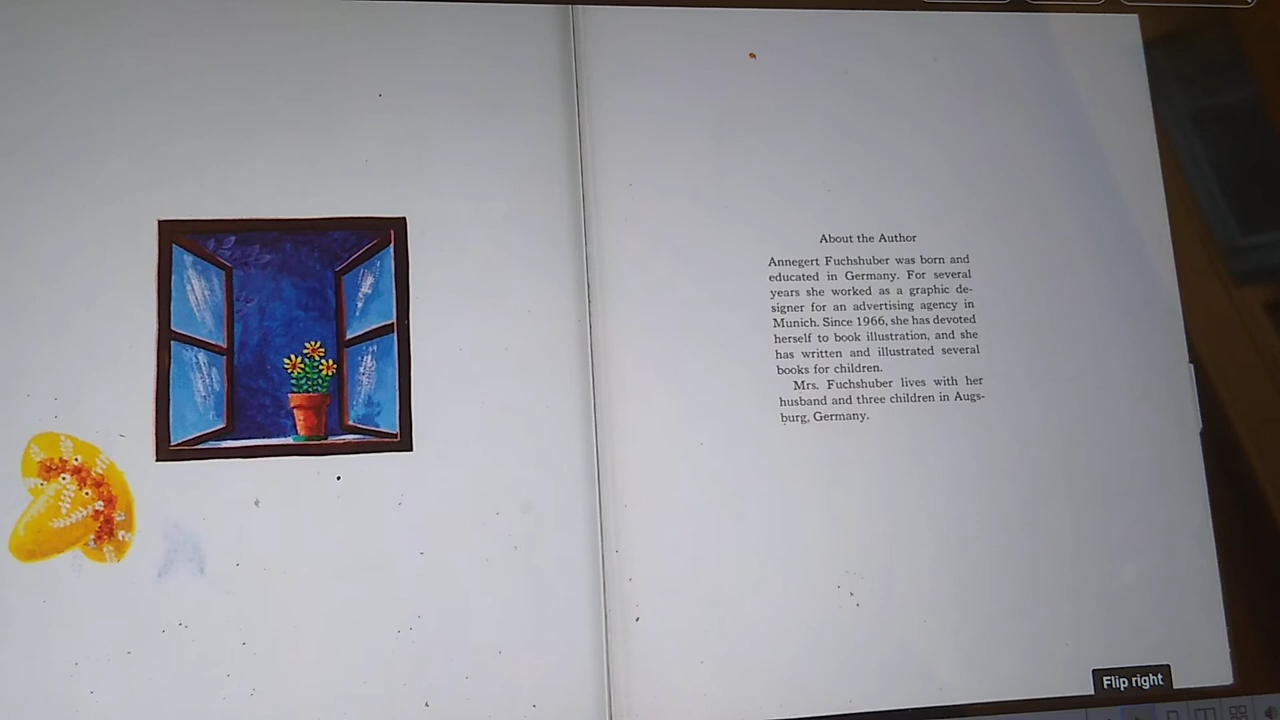 About the Author
Annegert Fuchshuber was born and
educated in Germany. For several
years she worked as a graphic de-
signer for an advertising agency in
Munich. Since 1966, she has devoted
herself to book illustration, and she
has written and illustrated several
books for children.
Mrs. Fuchshuber lives with her
husband and three children in Augs-
burg, Germany.
Flip right